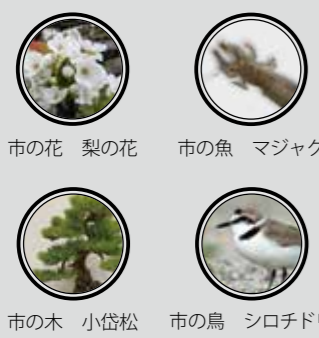 市の花　梨の花
市の魚　マジャク
市の木　小岱松
市の鳥　シロチドリ